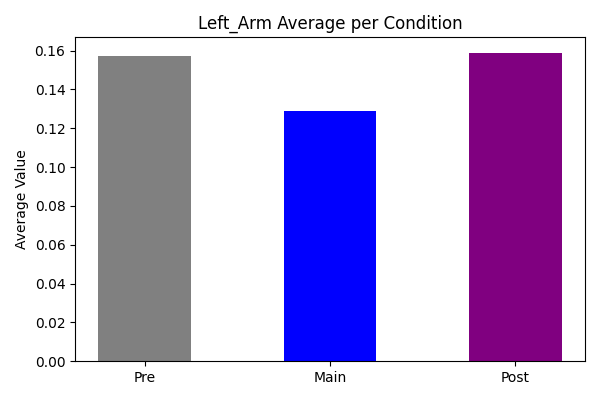 Left_Arm Average per Condition
Average Value
0.16
0.14
0.12
0.10
0.08
0.06
0.04
0.02
0.00
Pre
Main
Post